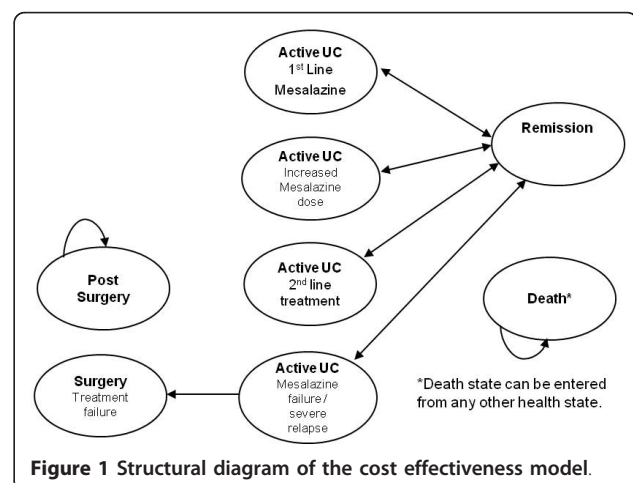 Active UC
1st Line
Mesalazine
Remission
Active UC
Increased
Mesalazine
dose
Post
Surgery
Active UC
2nd line
treatment
Death*
Surgery
Treatment
failure
Active UC
Mesalazine
failure /
severe
relapse
*Death state can be entered
from any other health state.
Figure 1 Structural diagram of the cost effectiveness model.